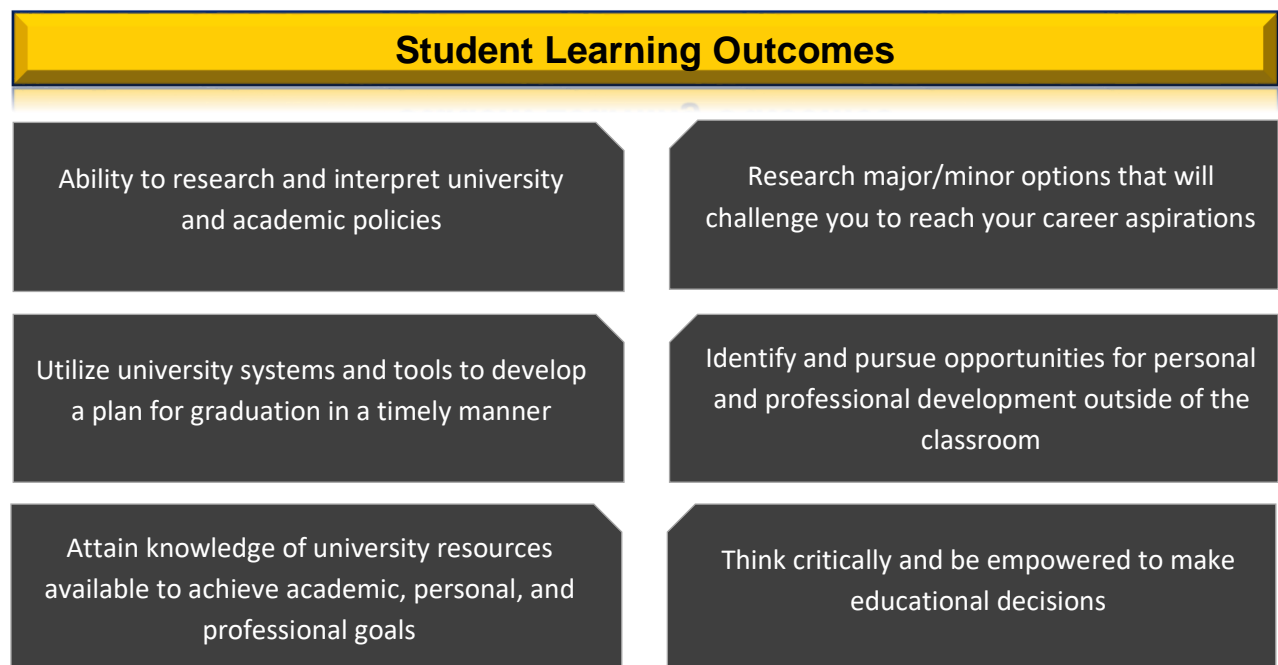 Student Learning Outcomes
Ability to research and interpret university
and academic policies
Research major/minor options that will
challenge you to reach your career aspirations
Utilize university systems and tools to develop
a plan for graduation in a timely manner
Identify and pursue opportunities for personal
and professional development outside of the
classroom
Attain knowledge of university resources
available to achieve academic, personal, and
professional goals
Think critically and be empowered to make
educational decisions